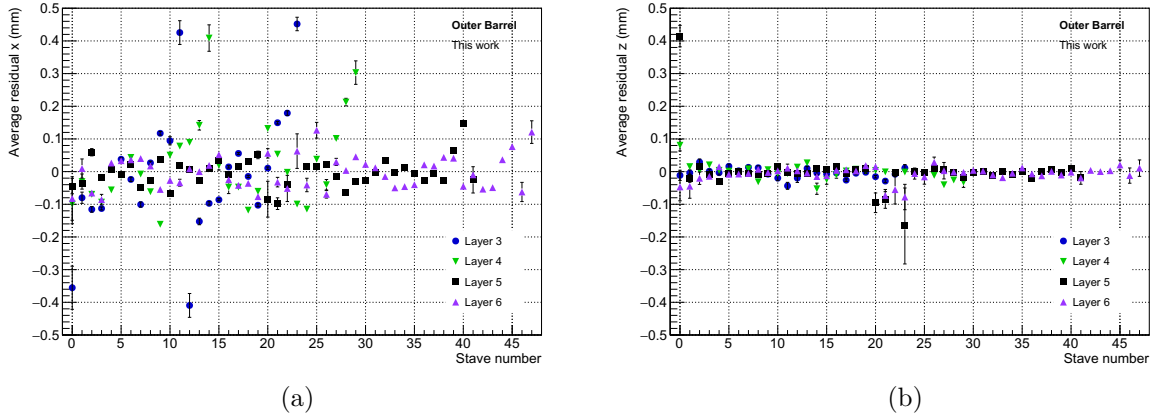 Average residual x (mm)
0.5
0.4
0.3
0.2
0.1
0
−0.1
−0.2
−0.3
−0.4
−0.5
Outer Barrel
This work
Layer 3
Layer 4
Layer 5
Layer 6
0 5 10 15 20 25 30 35 40 45
Stave number
(a)
Average residual z (mm)
0.5
0.4
0.3
0.2
0.1
0
−0.1
−0.2
−0.3
−0.4
−0.5
Outer Barrel
This work
Layer 3
Layer 4
Layer 5
Layer 6
0 5 10 15 20 25 30 35 40 45
Stave number
(b)